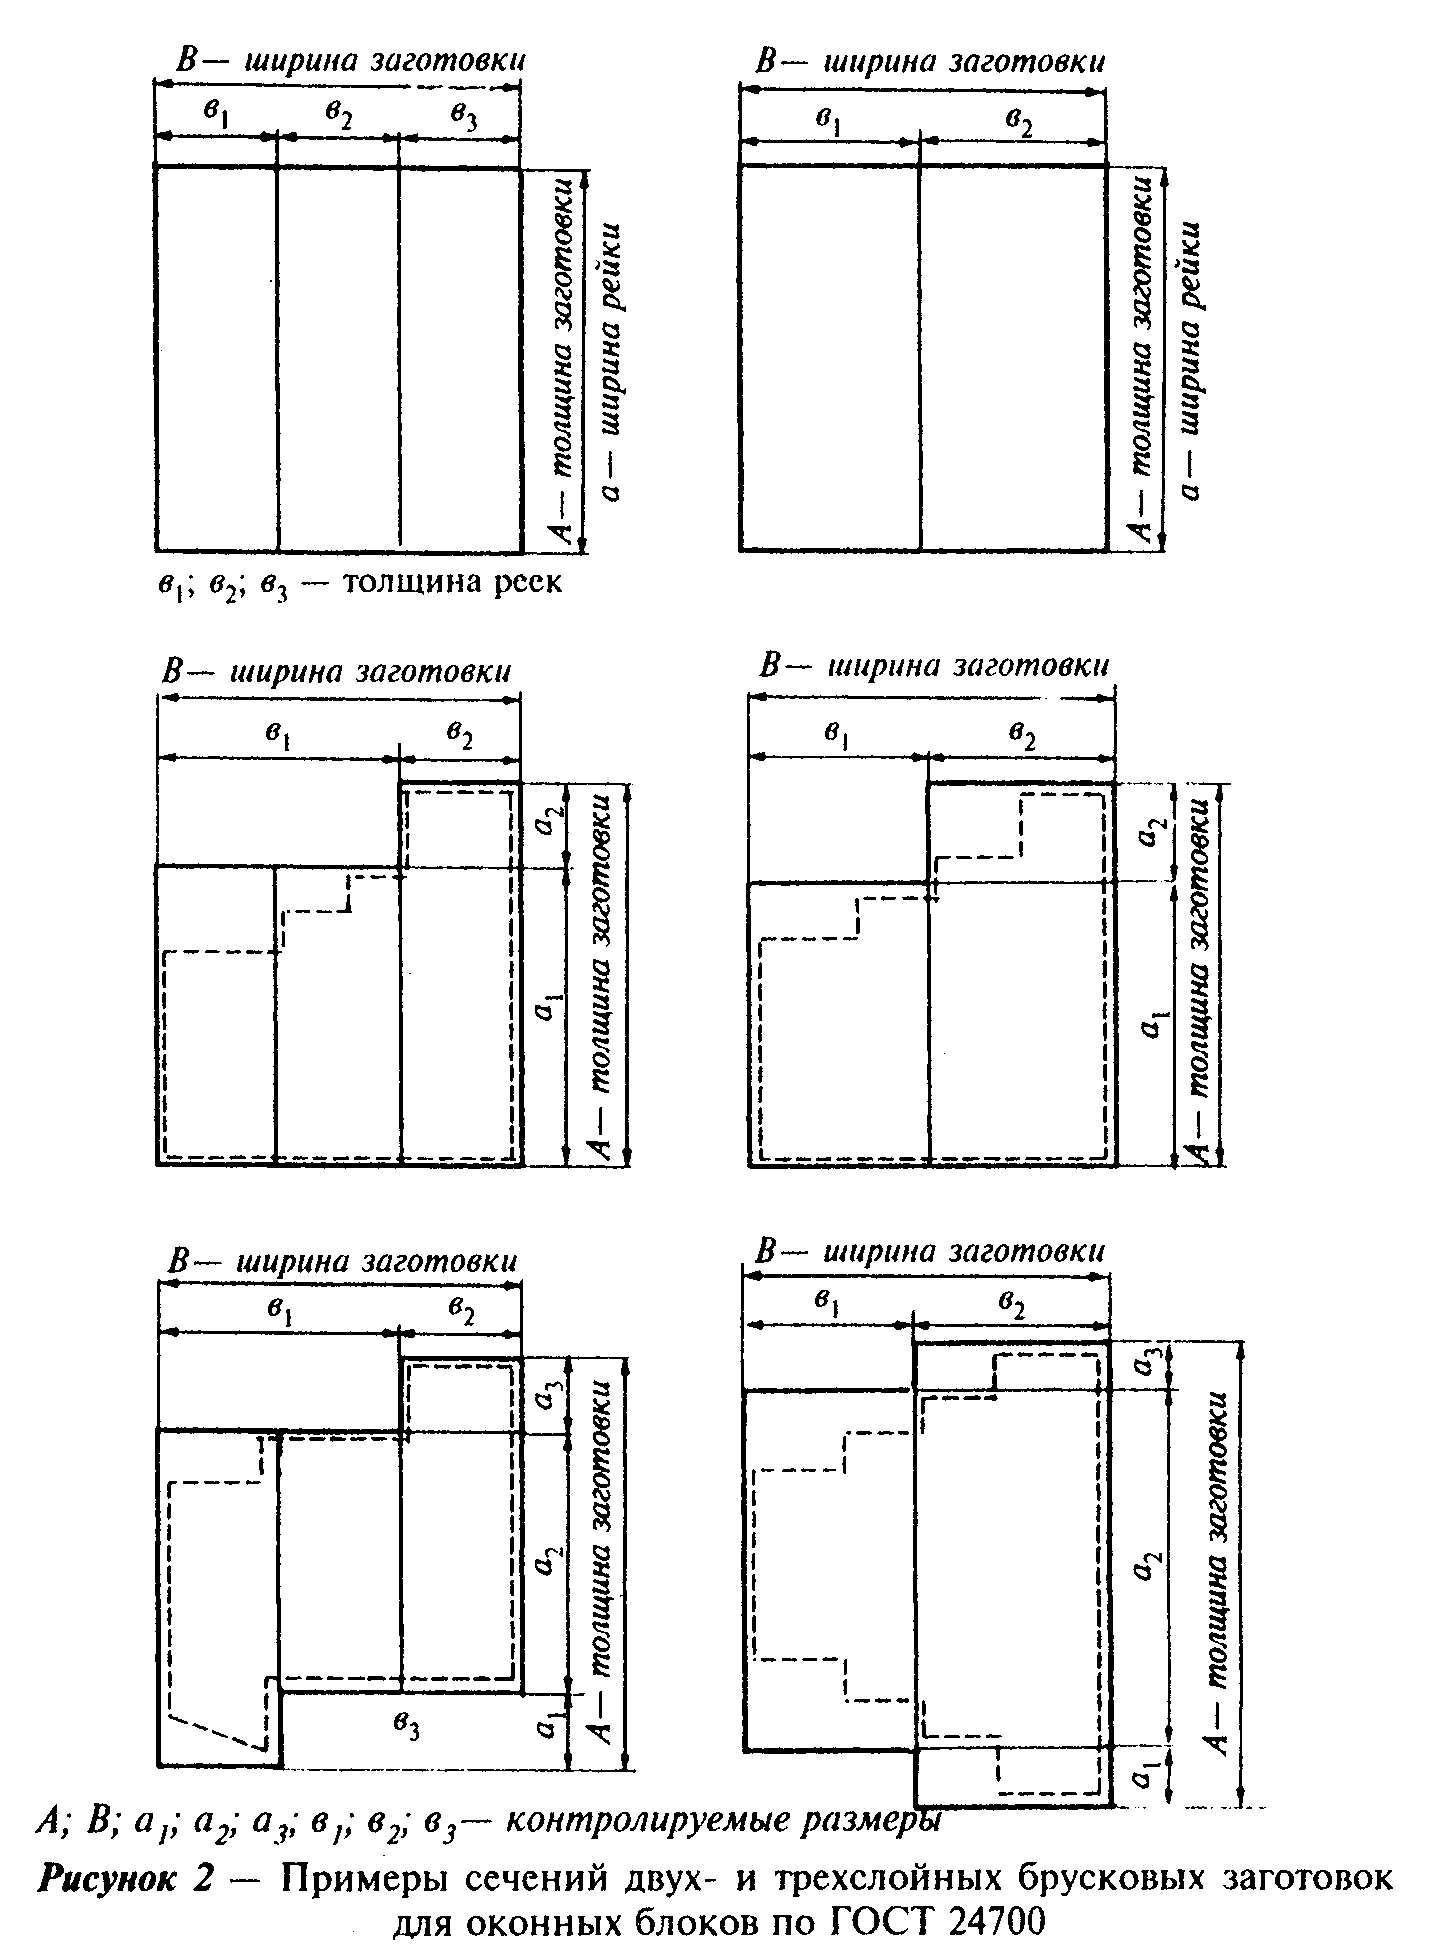 В— ширина заготовки
в1 в2 в3
А— толщина заготовки
а— ширина рейки
в1; в2; в3 — толщина реек
В— ширина заготовки
в1 в2
А— толщина заготовки
а— ширина рейки
В— ширина заготовки
в1 в2
а2
а1
А— толщина заготовки
В— ширина заготовки
в1 в2
а2
а1
А— толщина заготовки
В— ширина заготовки
в1 в2
а3
а2
а1
в3
А— толщина заготовки
В— ширина заготовки
в1 в2
а3
а2
а1
А— толщина заготовки
А; В; а1; а2; а3; в1; в2; в3— контролируемые размеры
Рисунок 2 — Примеры сечений двух- и трехслойных брусковых заготовок
для оконных блоков по ГОСТ 24700